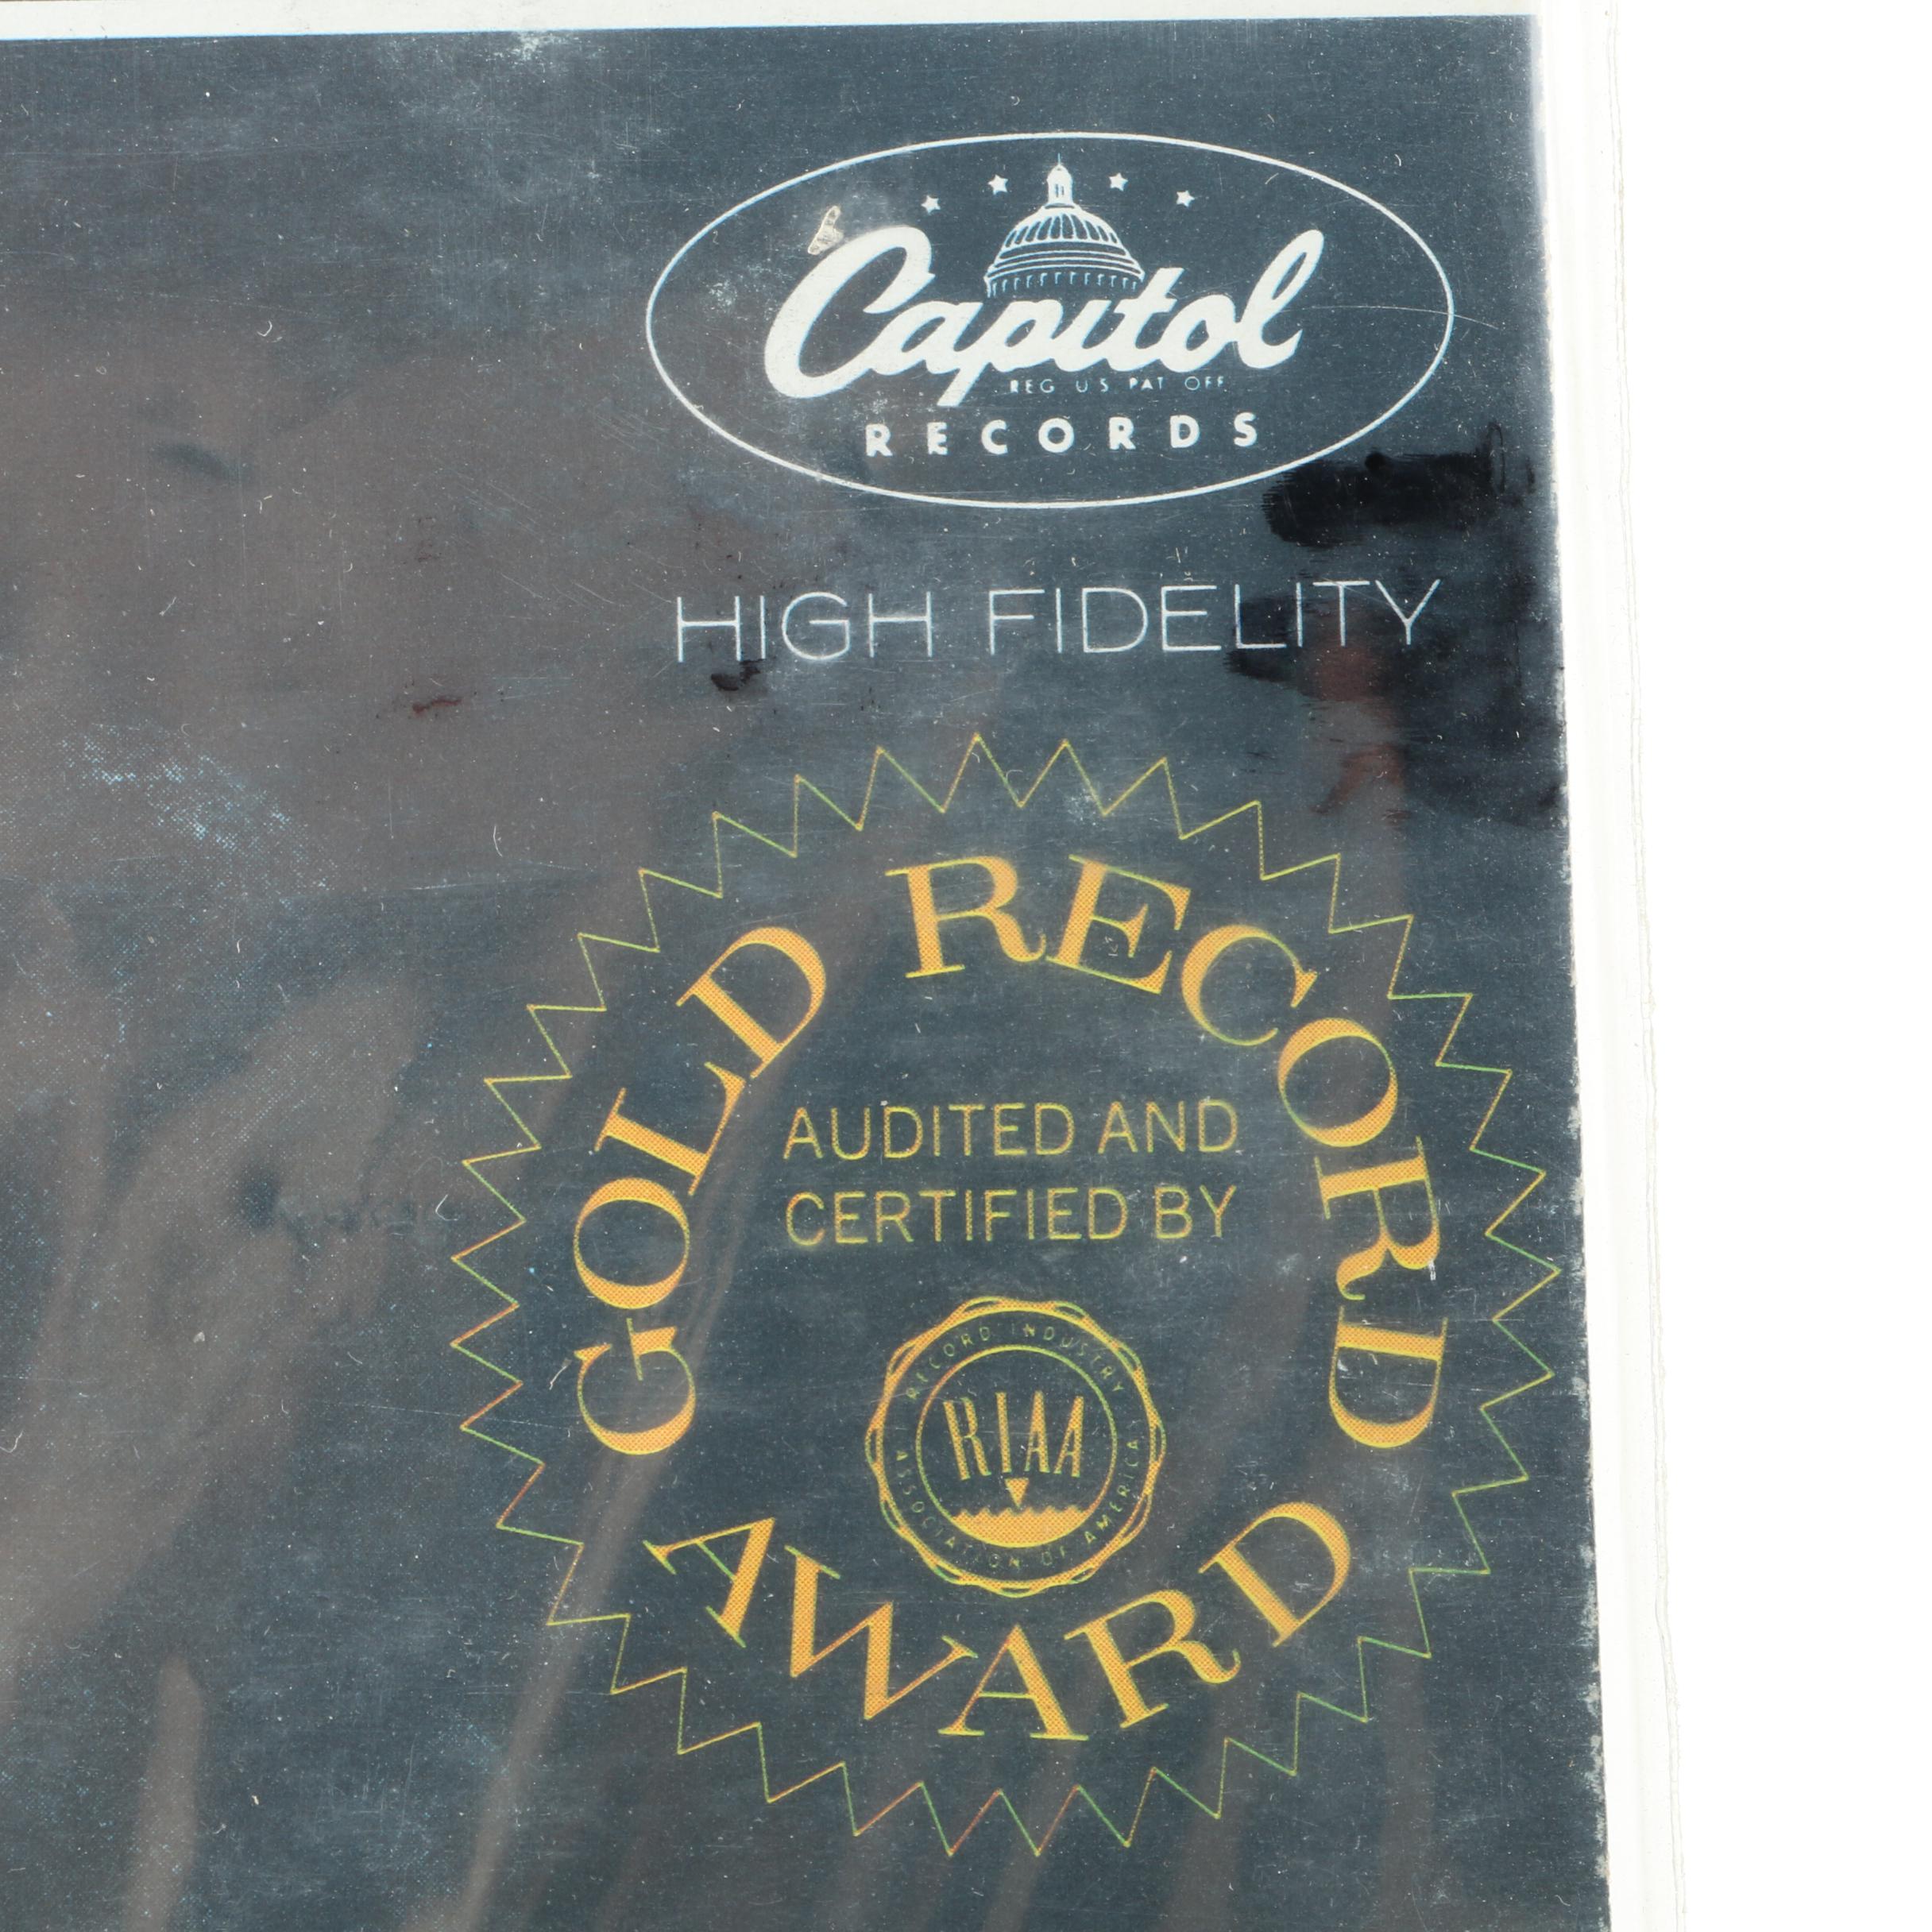 Capitol
REG U S PAT OFF
RECORDS
HIGH FIDELITY
GOLD RECORD
AUDITED AND
CERTIFIED BY
RECORD INDUSTRY
RIAA
ASSOCIATION OF AMERICA
AWARD